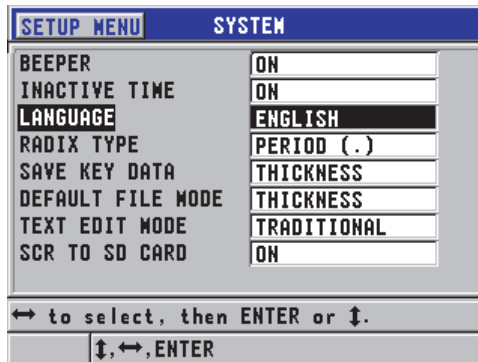 SETUP MENU SYSTEM
BEEPER ON
INACTIVE TIME ON
LANGUAGE ENGLISH
RADIX TYPE PERIOD (.)
SAVE KEY DATA THICKNESS
DEFAULT FILE MODE THICKNESS
TEXT EDIT MODE TRADITIONAL
SCR TO SD CARD ON
↔ to select, then ENTER or ↕.
↕,↔,ENTER